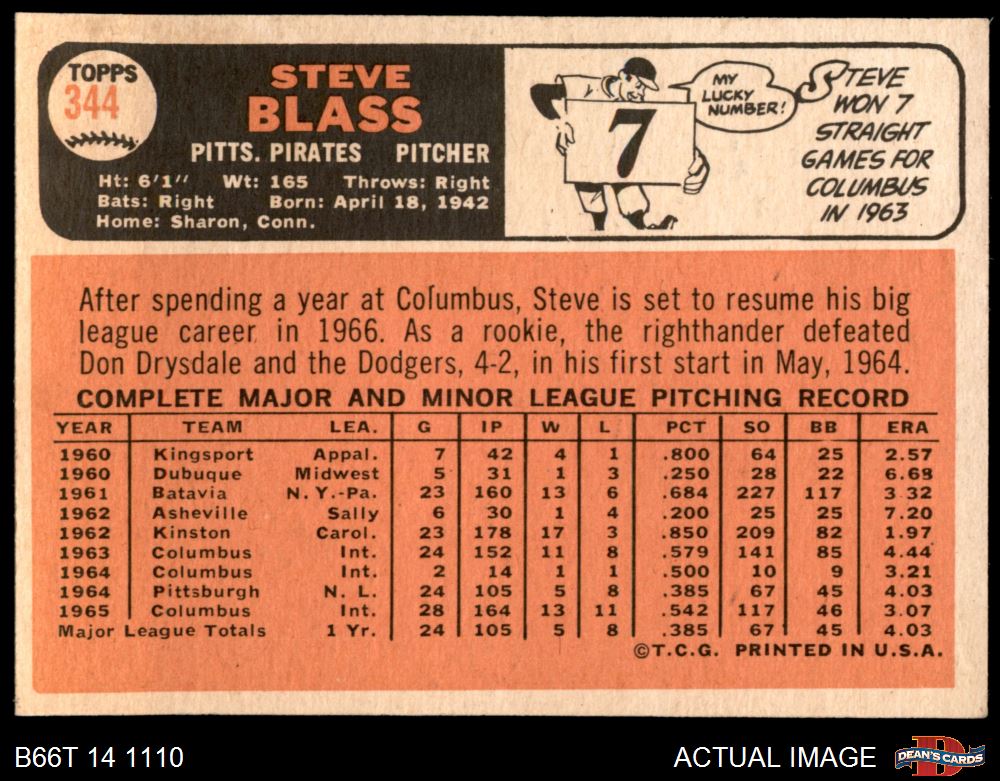 TOPPS
344
STEVE
BLASS
PITTS. PIRATES PITCHER
Ht: 6'1" Wt: 165 Throws: Right
Bats: Right Born: April 18, 1942
Home: Sharon, Conn.
MY
LUCKY
NUMBER!
7
STEVE
WON 7
STRAIGHT
GAMES FOR
COLUMBUS
IN 1963
After spending a year at Columbus, Steve is set to resume his big
league career in 1966. As a rookie, the righthander defeated
Don Drysdale and the Dodgers, 4-2, in his first start in May, 1964.
COMPLETE MAJOR AND MINOR LEAGUE PITCHING RECORD
YEAR TEAM LEA. G IP W L PCT SO BB ERA
1960 Kingsport Appal. 7 42 4 1 .800 64 25 2.57
1960 Dubuque Midwest 5 31 1 3 .250 28 22 6.68
1961 Batavia N.Y.-Pa. 23 160 13 6 .684 227 117 3.32
1962 Asheville Sally 6 30 1 4 .200 25 25 7.20
1962 Kinston Carol. 23 178 17 3 .850 209 82 1.97
1963 Columbus Int. 24 152 11 8 .579 141 85 4.44
1964 Columbus Int. 2 14 1 1 .500 10 9 3.21
1964 Pittsburgh N. L. 24 105 5 8 .385 67 45 4.03
1965 Columbus Int. 28 164 13 11 .542 117 46 3.07
Major League Totals 1 Yr. 24 105 5 8 .385 67 45 4.03
©T.C.G. PRINTED IN U.S.A.
B66T 14 1110
ACTUAL IMAGE
DEAN'S CARDS